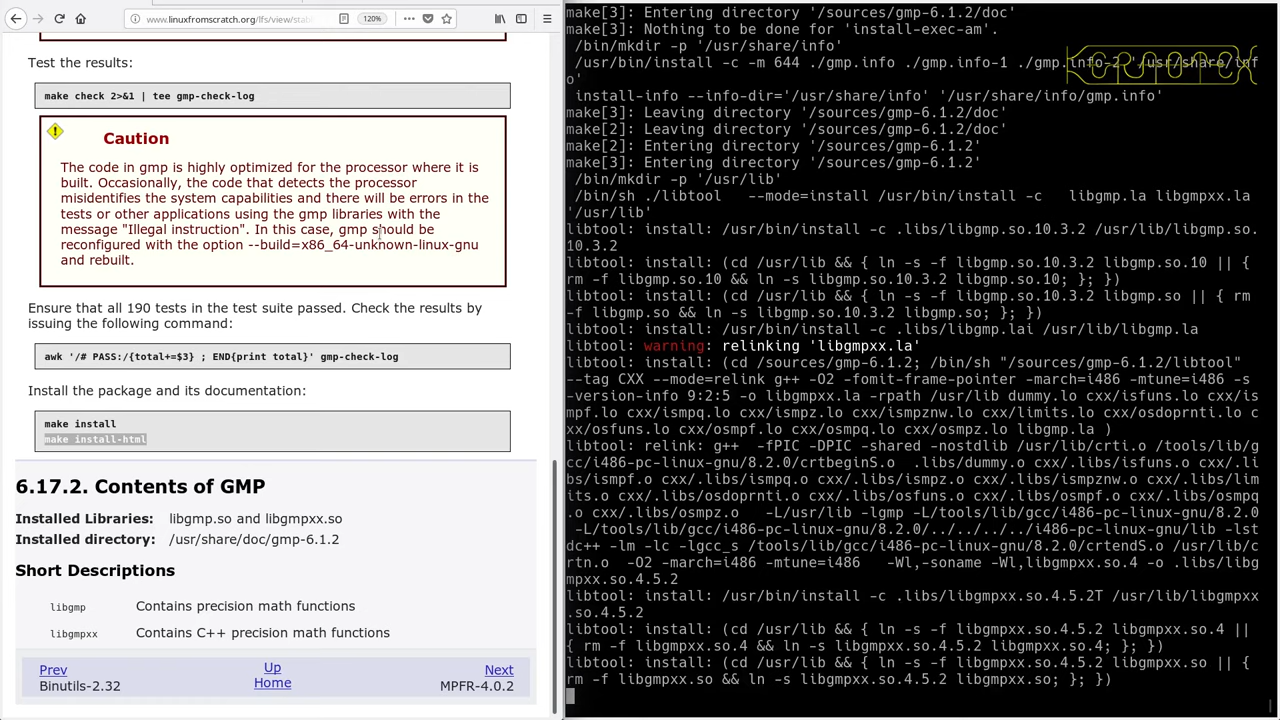 www.linuxfromscratch.org/lfs/view/stab
120%
Test the results:
make check 2>&1 | tee gmp-check-log
Caution
The code in gmp is highly optimized for the processor where it is
built. Occasionally, the code that detects the processor
misidentifies the system capabilities and there will be errors in the
tests or other applications using the gmp libraries with the
message "Illegal instruction". In this case, gmp should be
reconfigured with the option --build=x86_64-unknown-linux-gnu
and rebuilt.
Ensure that all 190 tests in the test suite passed. Check the results by
issuing the following command:
awk '/# PASS:/{total+=$3} ; END{print total}' gmp-check-log
Install the package and its documentation:
make install
make install-html
6.17.2. Contents of GMP
Installed Libraries: libgmp.so and libgmpxx.so
Installed directory: /usr/share/doc/gmp-6.1.2
Short Descriptions
libgmp Contains precision math functions
libgmpxx Contains C++ precision math functions
Prev Up Next
Binutils-2.32 Home MPFR-4.0.2
make[3]: Entering directory '/sources/gmp-6.1.2/doc'
make[3]: Nothing to be done for 'install-exec-am'.
/bin/mkdir -p '/usr/share/info'
/usr/bin/install -c -m 644 ./gmp.info ./gmp.info-1 ./gmp.info-2 '/usr/share/inf
o'
install-info --info-dir='/usr/share/info' '/usr/share/info/gmp.info'
make[3]: Leaving directory '/sources/gmp-6.1.2/doc'
make[2]: Leaving directory '/sources/gmp-6.1.2/doc'
make[2]: Entering directory '/sources/gmp-6.1.2'
make[3]: Entering directory '/sources/gmp-6.1.2'
/bin/mkdir -p '/usr/lib'
/bin/sh ./libtool --mode=install /usr/bin/install -c libgmp.la libgmpxx.la
'/usr/lib'
libtool: install: /usr/bin/install -c .libs/libgmp.so.10.3.2 /usr/lib/libgmp.so.
10.3.2
libtool: install: (cd /usr/lib && { ln -s -f libgmp.so.10.3.2 libgmp.so.10 || {
rm -f libgmp.so.10 && ln -s libgmp.so.10.3.2 libgmp.so.10; }; })
libtool: install: (cd /usr/lib && { ln -s -f libgmp.so.10.3.2 libgmp.so || { rm
-f libgmp.so && ln -s libgmp.so.10.3.2 libgmp.so; }; })
libtool: install: /usr/bin/install -c .libs/libgmp.lai /usr/lib/libgmp.la
libtool: warning: relinking 'libgmpxx.la'
libtool: install: (cd /sources/gmp-6.1.2; /bin/sh "/sources/gmp-6.1.2/libtool"
--tag CXX --mode=relink g++ -O2 -fomit-frame-pointer -march=i486 -mtune=i486 -s
-version-info 9:2:5 -o libgmpxx.la -rpath /usr/lib dummy.lo cxx/isfuns.lo cxx/is
mpf.lo cxx/ismpq.lo cxx/ismpz.lo cxx/ismpznw.lo cxx/limits.lo cxx/osdoprnti.lo c
xx/osfuns.lo cxx/osmpf.lo cxx/osmpq.lo cxx/osmpz.lo libgmp.la )
libtool: relink: g++ -fPIC -DPIC -shared -nostdlib /usr/lib/crti.o /tools/lib/g
cc/i486-pc-linux-gnu/8.2.0/crtbeginS.o .libs/dummy.o cxx/.libs/isfuns.o cxx/.li
bs/ismpf.o cxx/.libs/ismpq.o cxx/.libs/ismpz.o cxx/.libs/ismpznw.o cxx/.libs/lim
its.o cxx/.libs/osdoprnti.o cxx/.libs/osfuns.o cxx/.libs/osmpf.o cxx/.libs/osmpq
.o cxx/.libs/osmpz.o -L/usr/lib -lgmp -L/tools/lib/gcc/i486-pc-linux-gnu/8.2.0
-L/tools/lib/gcc/i486-pc-linux-gnu/8.2.0/../../../../i486-pc-linux-gnu/lib -lst
dc++ -lm -lc -lgcc_s /tools/lib/gcc/i486-pc-linux-gnu/8.2.0/crtendS.o /usr/lib/c
rtn.o -O2 -march=i486 -mtune=i486 -Wl,-soname -Wl,libgmpxx.so.4 -o .libs/libg
mpxx.so.4.5.2
libtool: install: /usr/bin/install -c .libs/libgmpxx.so.4.5.2T /usr/lib/libgmpxx
.so.4.5.2
libtool: install: (cd /usr/lib && { ln -s -f libgmpxx.so.4.5.2 libgmpxx.so.4 ||
{ rm -f libgmpxx.so.4 && ln -s libgmpxx.so.4.5.2 libgmpxx.so.4; }; })
libtool: install: (cd /usr/lib && { ln -s -f libgmpxx.so.4.5.2 libgmpxx.so || {
rm -f libgmpxx.so && ln -s libgmpxx.so.4.5.2 libgmpxx.so; }; })